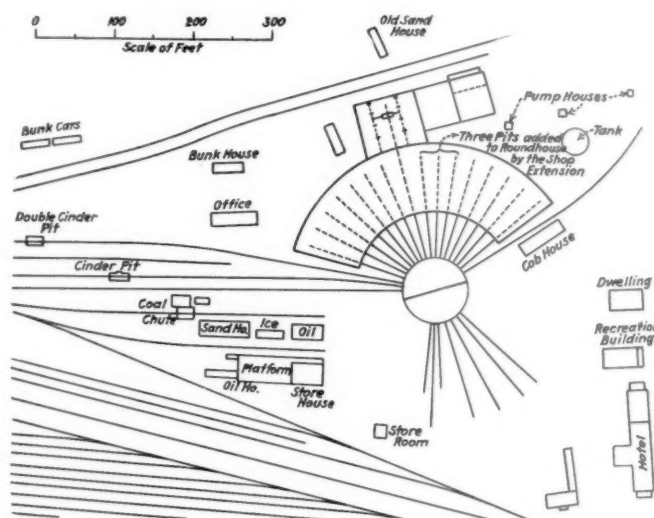 0 100 200 300
Scale of Feet
Old Sand
House
Pump Houses
Tank
Three Pits added
to Roundhouse
by the Shop
Extension
Bunk Cars
Bunk House
Office
Double Cinder
Pit
Cinder Pit
Cob House
Coal
Chute
Sand Ho.
Ice
Oil
Platform
Oil Ho.
Store
House
Store
Room
Dwelling
Recreation
Building
Hotel